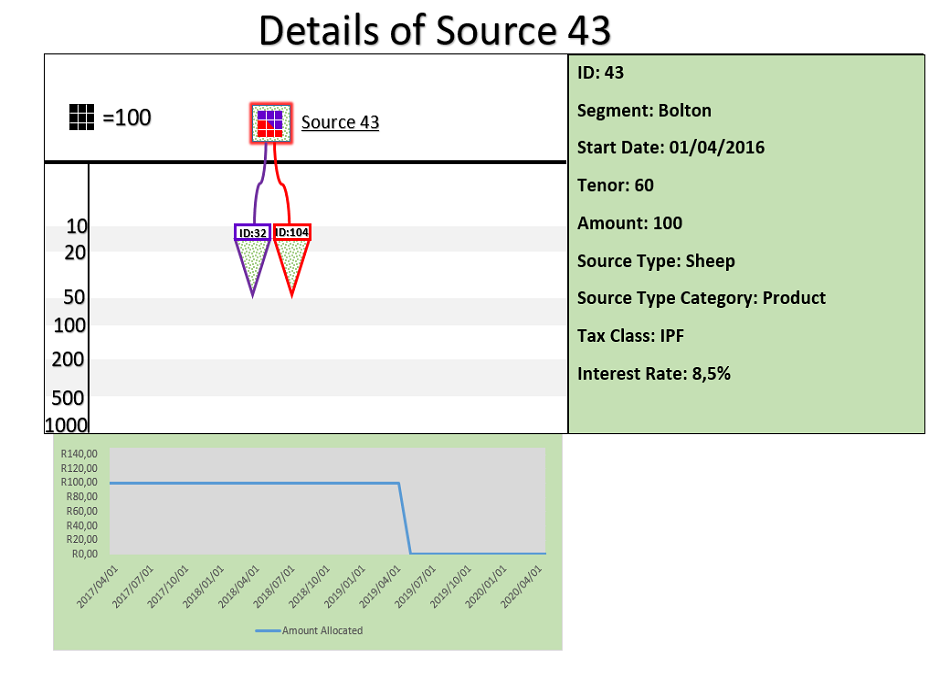 Details of Source 43
=100
Source 43
ID:32
ID:104
10
20
50
100
200
500
1000
ID: 43
Segment: Bolton
Start Date: 01/04/2016
Tenor: 60
Amount: 100
Source Type: Sheep
Source Type Category: Product
Tax Class: IPF
Interest Rate: 8,5%
R140,00
R120,00
R100,00
R80,00
R60,00
R40,00
R20,00
R0,00
2017/04/01
2017/07/01
2017/10/01
2018/01/01
2018/04/01
2018/07/01
2018/10/01
2019/01/01
2019/04/01
2019/07/01
2019/10/01
2020/01/01
2020/04/01
Amount Allocated